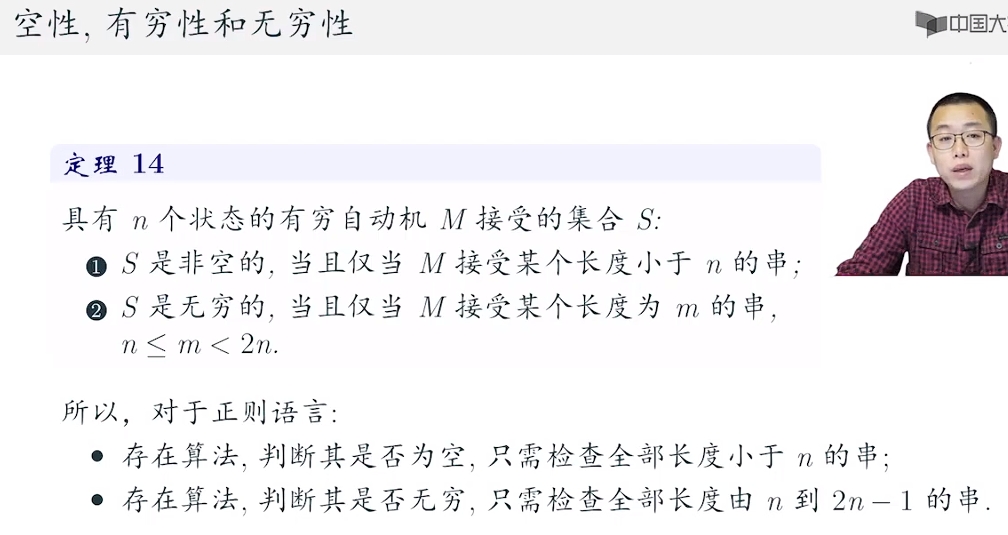 空性, 有穷性和无穷性
中国大
定理 14
具有 n 个状态的有穷自动机 M 接受的集合 S:
❶ S 是非空的, 当且仅当 M 接受某个长度小于 n 的串;
❷ S 是无穷的, 当且仅当 M 接受某个长度为 m 的串,
n ≤ m < 2n.
所以, 对于正则语言:
• 存在算法, 判断其是否为空, 只需检查全部长度小于 n 的串;
• 存在算法, 判断其是否无穷, 只需检查全部长度由 n 到 2n − 1 的串.